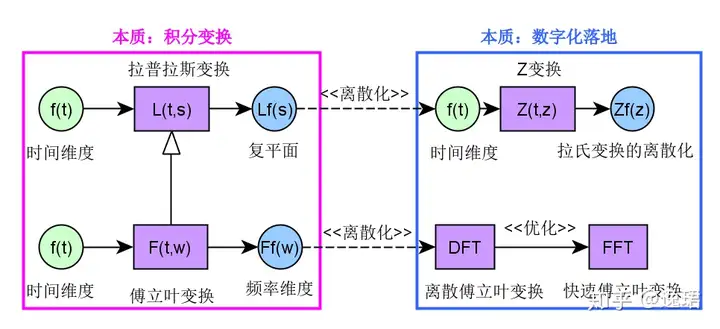 本质：积分变换
本质：数字化落地
拉普拉斯变换
Z变换
f(t)
L(t,s)
Lf(s)
<<离散化>>
f(t)
Z(t,z)
Zf(z)
时间维度
复平面
时间维度
拉氏变换的离散化
f(t)
F(t,w)
Ff(w)
<<离散化>>
DFT
<<优化>>
FFT
时间维度
傅立叶变换
频率维度
离散傅立叶变换
快速傅立叶变换